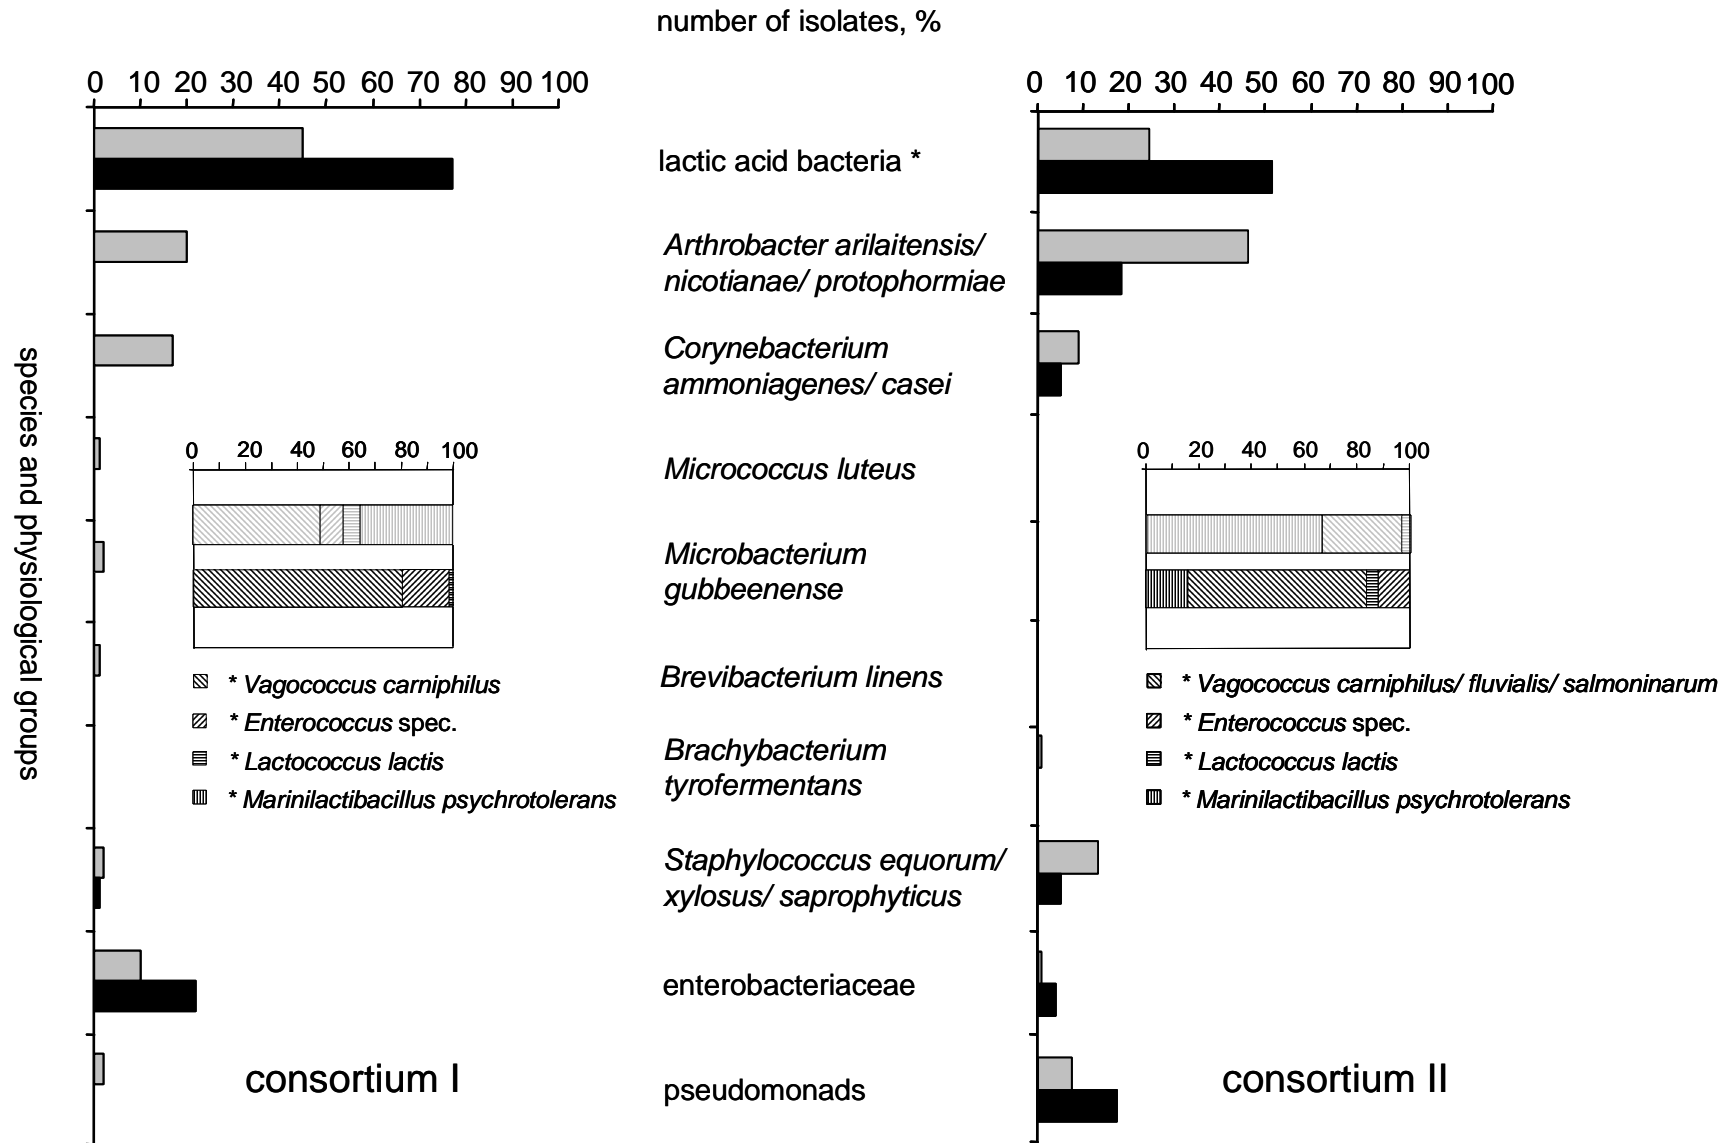 number of isolates, %
0 10 20 30 40 50 60 70 80 90 100
0 10 20 30 40 50 60 70 80 90 100
species and physiological groups
lactic acid bacteria *
Arthrobacter arilaitensis/
nicotianae/ protophormiae
Corynebacterium
ammoniagenes/ casei
Micrococcus luteus
Microbacterium
gubbeenense
Brevibacterium linens
Brachybacterium
tyrofermentans
Staphylococcus equorum/
xylosus/ saprophyticus
enterobacteriaceae
pseudomonads
0 20 40 60 80 100
* Vagococcus carniphilus
* Enterococcus spec.
* Lactococcus lactis
* Marinilactibacillus psychrotolerans
consortium I
0 20 40 60 80 100
* Vagococcus carniphilus/ fluvialis/ salmoninarum
* Enterococcus spec.
* Lactococcus lactis
* Marinilactibacillus psychrotolerans
consortium II